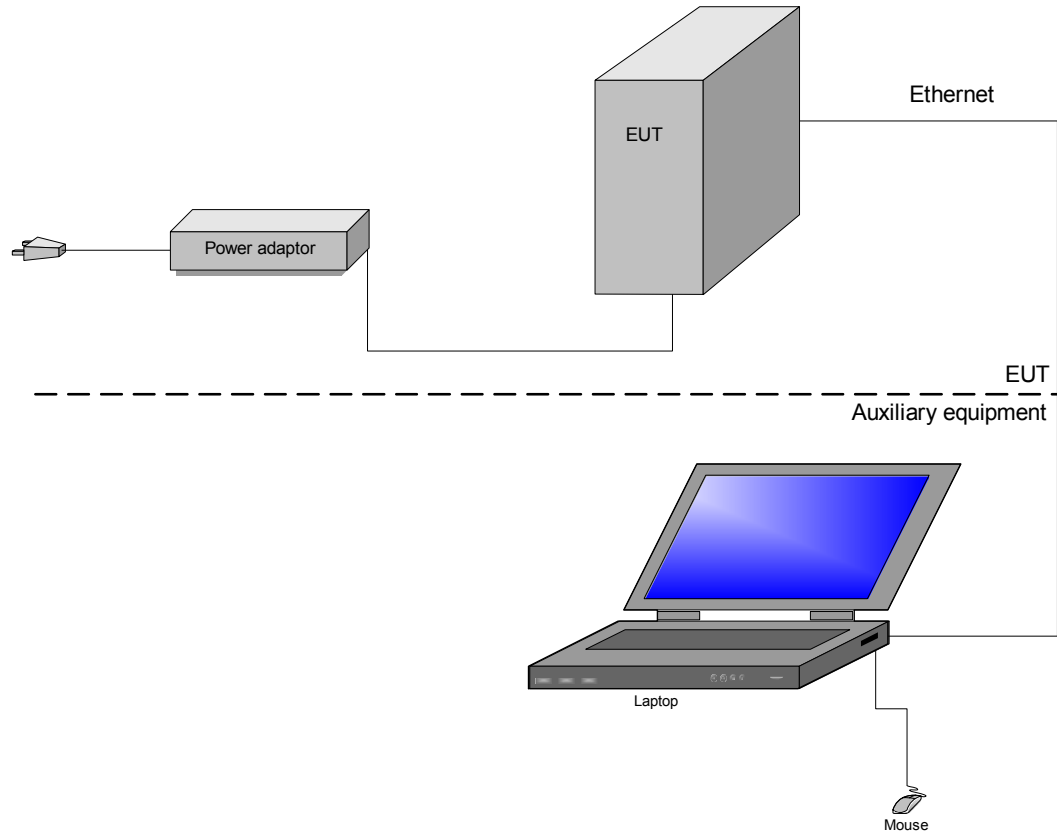 Ethernet
EUT
Power adaptor
EUT
Auxiliary equipment
Laptop
Mouse